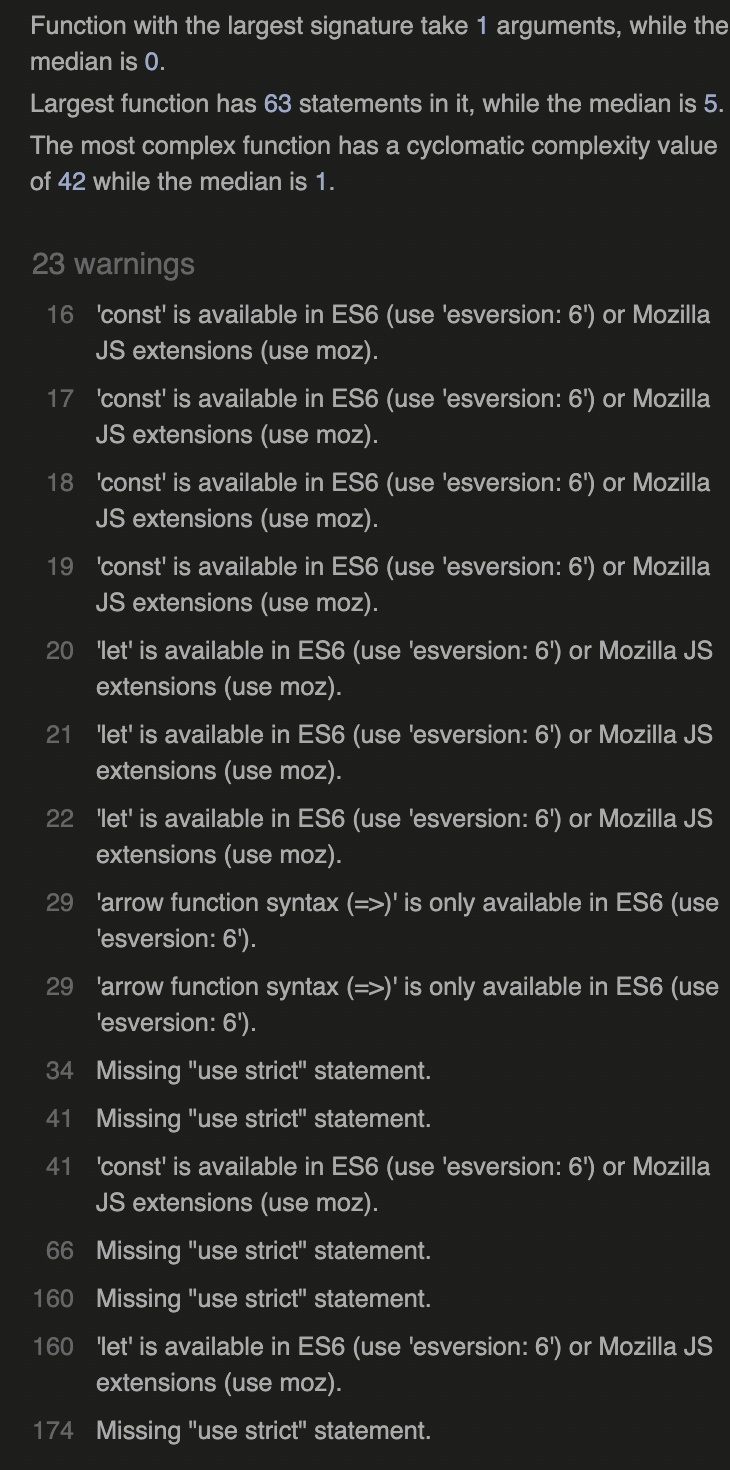 Function with the largest signature take 1 arguments, while the
median is 0.
Largest function has 63 statements in it, while the median is 5.
The most complex function has a cyclomatic complexity value
of 42 while the median is 1.
23 warnings
16 'const' is available in ES6 (use 'esversion: 6') or Mozilla
JS extensions (use moz).
17 'const' is available in ES6 (use 'esversion: 6') or Mozilla
JS extensions (use moz).
18 'const' is available in ES6 (use 'esversion: 6') or Mozilla
JS extensions (use moz).
19 'const' is available in ES6 (use 'esversion: 6') or Mozilla
JS extensions (use moz).
20 'let' is available in ES6 (use 'esversion: 6') or Mozilla JS
extensions (use moz).
21 'let' is available in ES6 (use 'esversion: 6') or Mozilla JS
extensions (use moz).
22 'let' is available in ES6 (use 'esversion: 6') or Mozilla JS
extensions (use moz).
29 'arrow function syntax (=>)' is only available in ES6 (use
'esversion: 6').
29 'arrow function syntax (=>)' is only available in ES6 (use
'esversion: 6').
34 Missing "use strict" statement.
41 Missing "use strict" statement.
41 'const' is available in ES6 (use 'esversion: 6') or Mozilla
JS extensions (use moz).
66 Missing "use strict" statement.
160 Missing "use strict" statement.
160 'let' is available in ES6 (use 'esversion: 6') or Mozilla JS
extensions (use moz).
174 Missing "use strict" statement.